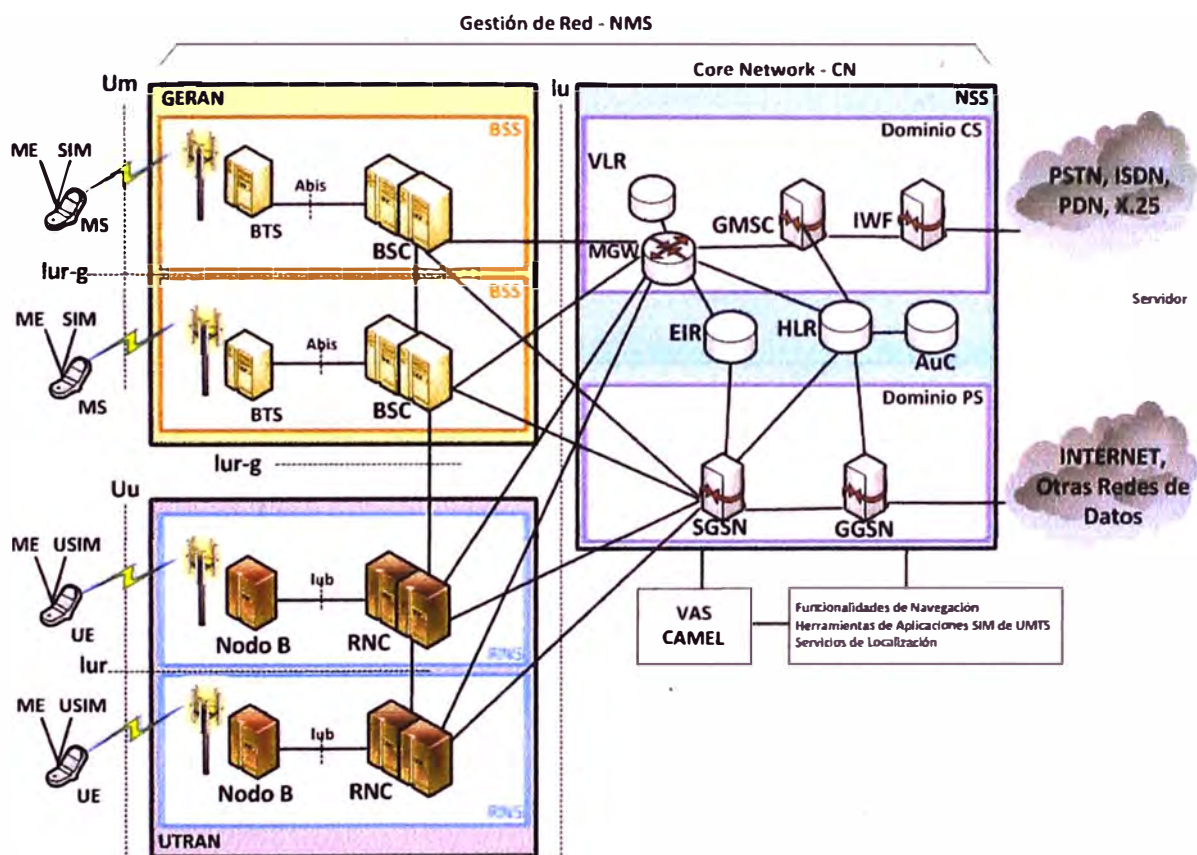 Gestión de Red - NMS
Um
Iu
Core Network - CN
GERAN
NSS
BSS
Dominio CS
ME SIM
MS
BTS
Abis
BSC
VLR
MGW
GMSC
IWF
PSTN, ISDN,
PDN, X.25
Iur-g
BSS
Servidor
ME SIM
MS
BTS
Abis
BSC
EIR
HLR
AuC
Dominio PS
Iur-g
Uu
INTERNET,
Otras Redes de
Datos
SGSN
GGSN
ME USIM
UE
Nodo B
Iub
RNC
RNS
VAS
CAMEL
Funcionalidades de Navegación
Herramientas de Aplicaciones SIM de UMTS
Servicios de Localización
Iur
ME USIM
UE
Nodo B
Iub
RNC
RNS
UTRAN